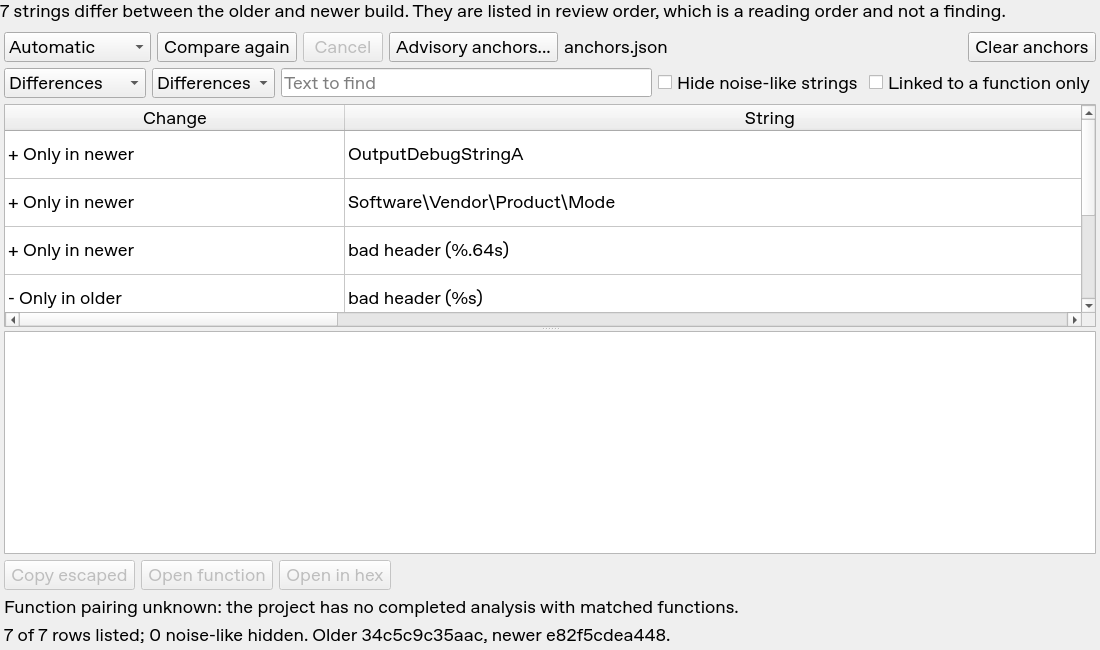 7 strings differ between the older and newer build. They are listed in review order, which is a reading order and not a finding.
Automatic Compare again Cancel Advisory anchors... anchors.json Clear anchors
Differences Differences Text to find Hide noise-like strings Linked to a function only
Change String
+ Only in newer OutputDebugStringA
+ Only in newer Software\Vendor\Product\Mode
+ Only in newer bad header (%.64s)
- Only in older bad header (%s)
Copy escaped Open function Open in hex
Function pairing unknown: the project has no completed analysis with matched functions.
7 of 7 rows listed; 0 noise-like hidden. Older 34c5c9c35aac, newer e82f5cdea448.